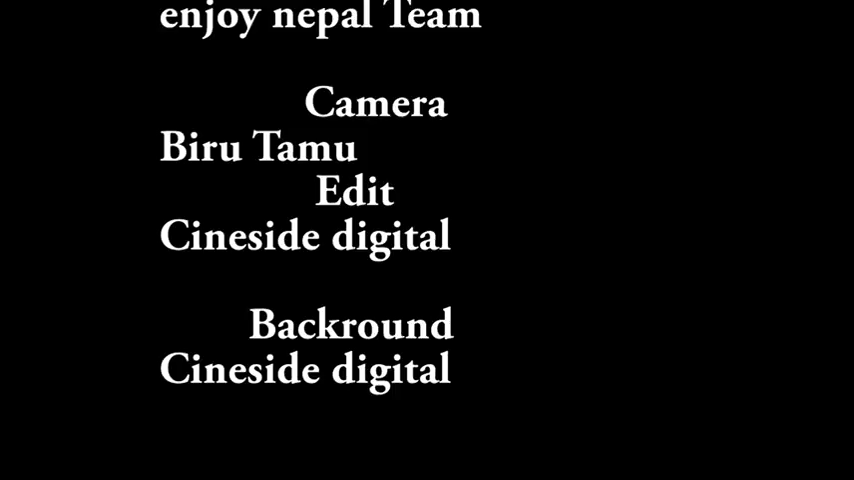 enjoy nepal Team
Camera
Biru Tamu
Edit
Cineside digital
Backround
Cineside digital